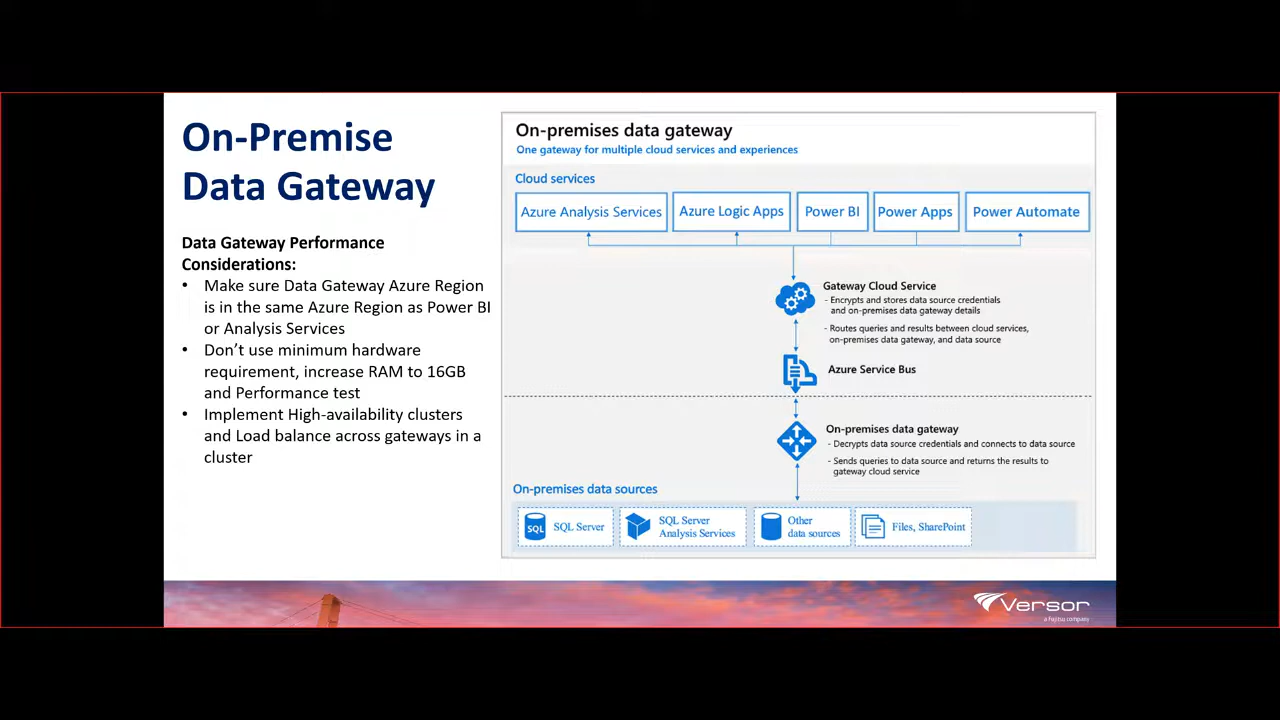 On-Premise
Data Gateway
Data Gateway Performance
Considerations:
• Make sure Data Gateway Azure Region
is in the same Azure Region as Power BI
or Analysis Services
• Don’t use minimum hardware
requirement, increase RAM to 16GB
and Performance test
• Implement High-availability clusters
and Load balance across gateways in a
cluster
On-premises data gateway
One gateway for multiple cloud services and experiences
Cloud services
Azure Analysis Services
Azure Logic Apps
Power BI
Power Apps
Power Automate
Gateway Cloud Service
- Encrypts and stores data source credentials
and on-premises data gateway details
- Routes queries and results between cloud services,
on-premises data gateway, and data source
Azure Service Bus
On-premises data gateway
- Decrypts data source credentials and connects to data source
- Sends queries to data source and returns the results to
gateway cloud service
On-premises data sources
SQL
SQL Server
SQL Server
Analysis Services
Other
data sources
Files, SharePoint
Versor
a Fujitsu company